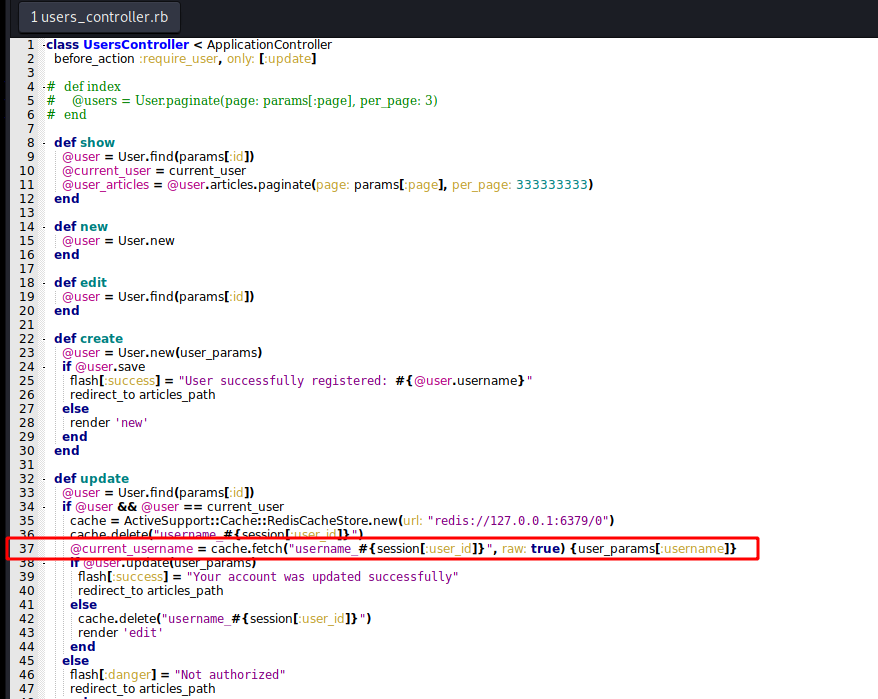 1 users_controller.rb
1 class UsersController < ApplicationController
2 before_action :require_user, only: [:update]
3
4 # def index
5 # @users = User.paginate(page: params[:page], per_page: 3)
6 # end
7
8 def show
9 @user = User.find(params[:id])
10 @current_user = current_user
11 @user_articles = @user.articles.paginate(page: params[:page], per_page: 333333333)
12 end
13
14 def new
15 @user = User.new
16 end
17
18 def edit
19 @user = User.find(params[:id])
20 end
21
22 def create
23 @user = User.new(user_params)
24 if @user.save
25 flash[:success] = "User successfully registered: #{@user.username}"
26 redirect_to articles_path
27 else
28 render 'new'
29 end
30 end
31
32 def update
33 @user = User.find(params[:id])
34 if @user && @user == current_user
35 cache = ActiveSupport::Cache::RedisCacheStore.new(url: "redis://127.0.0.1:6379/0")
36 cache.delete("username_#{session[:user_id]}")
37 @current_username = cache.fetch("username_#{session[:user_id]}", raw: true) {user_params[:username]}
38 if @user.update(user_params)
39 flash[:success] = "Your account was updated successfully"
40 redirect_to articles_path
41 else
42 cache.delete("username_#{session[:user_id]}")
43 render 'edit'
44 end
45 else
46 flash[:danger] = "Not authorized"
47 redirect_to articles_path